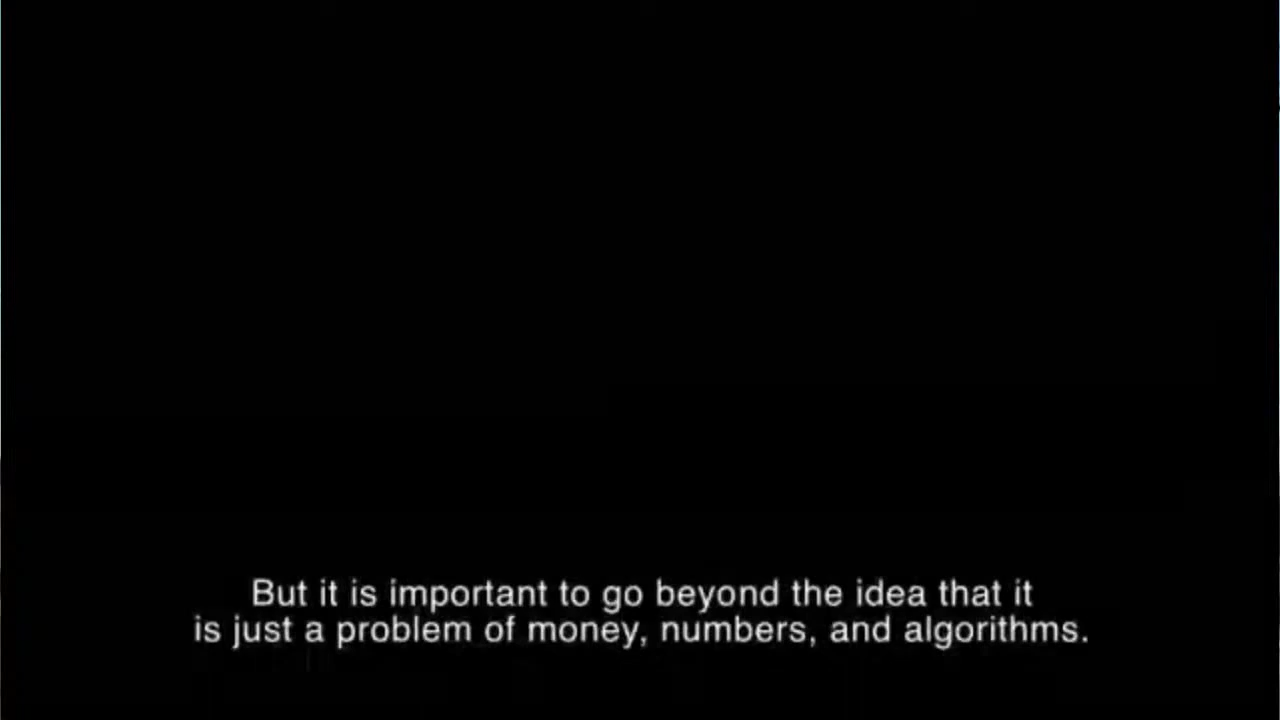 But it is important to go beyond the idea that it
is just a problem of money, numbers, and algorithms.